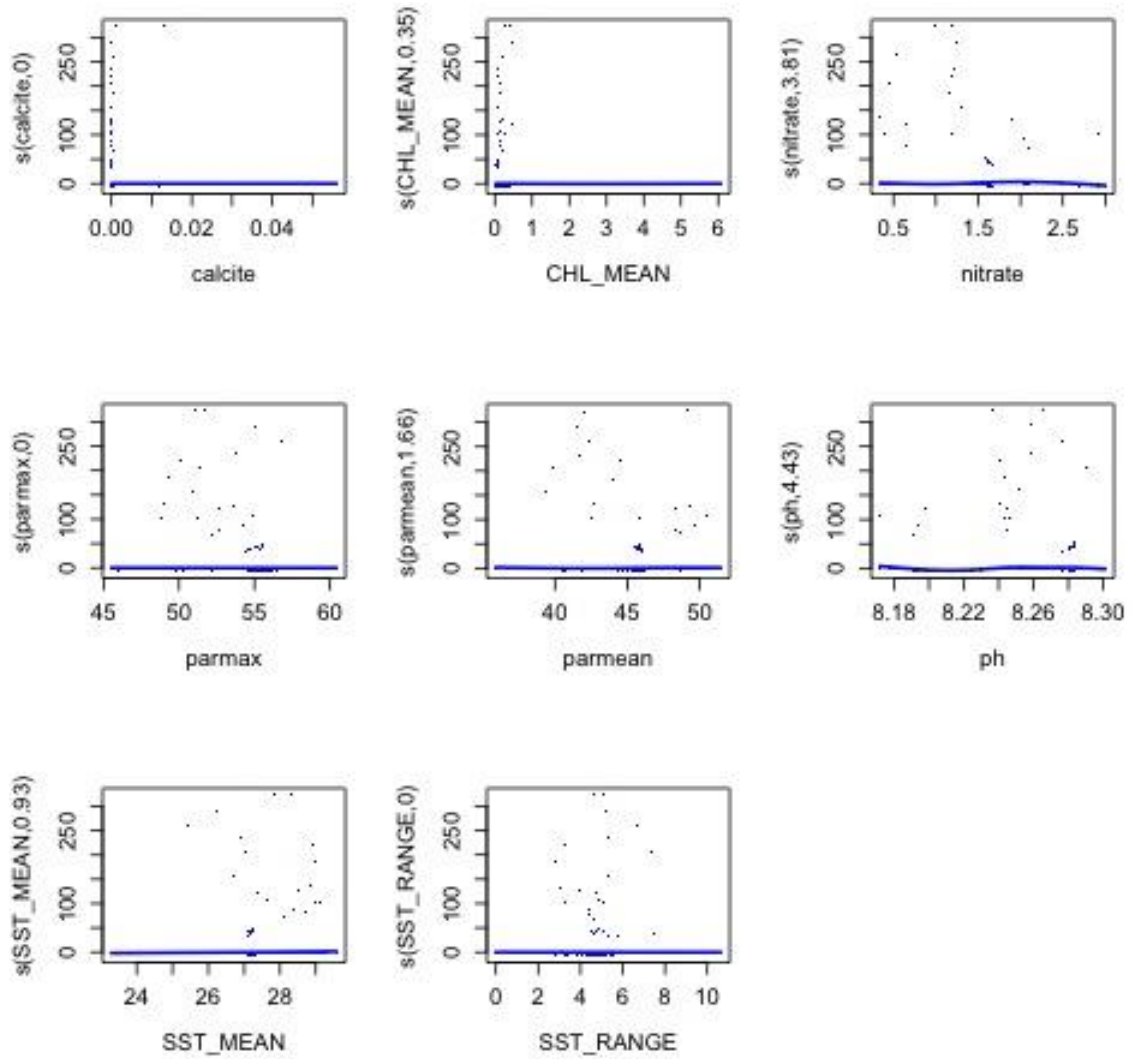 s(calcite,0)
250
100
0
0.00 0.02 0.04
calcite
s(CHL_MEAN,0.35)
250
100
0
0 1 2 3 4 5 6
CHL_MEAN
s(nitrate,3.81)
250
100
0
0.5 1.5 2.5
nitrate
s(parmax,0)
250
100
0
45 50 55 60
parmax
s(parmean,1.66)
250
100
0
40 45 50
parmean
s(ph,4.43)
250
100
0
8.18 8.22 8.26 8.30
ph
s(SST_MEAN,0.93)
250
100
0
24 26 28
SST_MEAN
s(SST_RANGE,0)
250
100
0
0 2 4 6 8 10
SST_RANGE